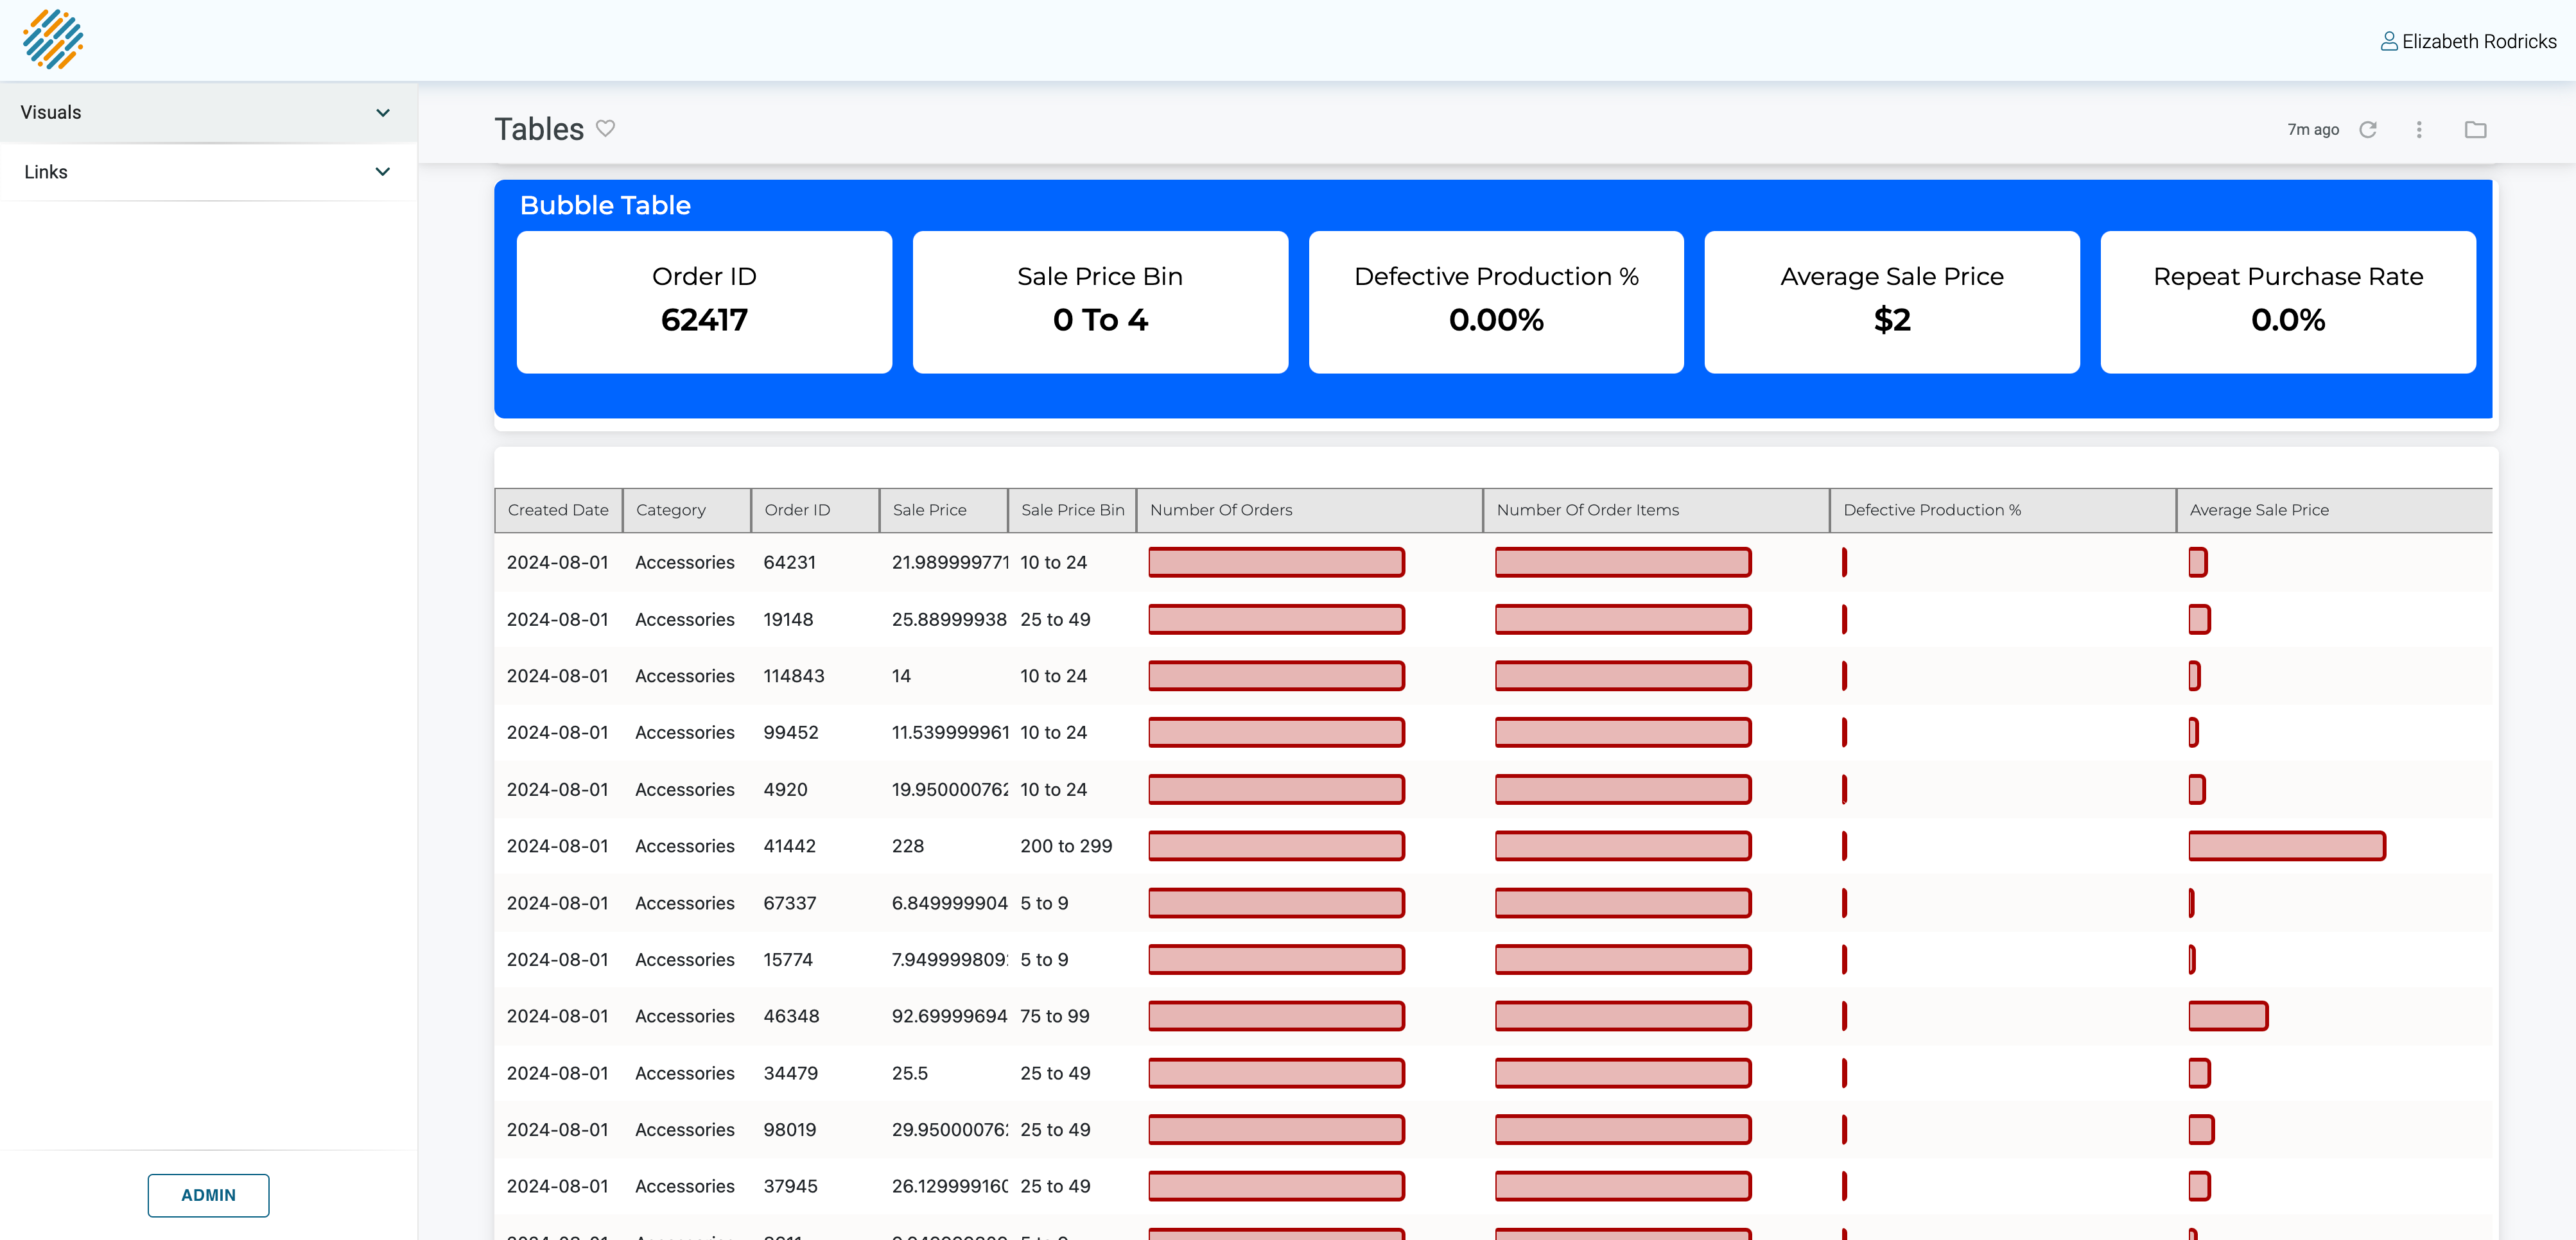 Elizabeth Rodricks
Visuals
Links
Tables
7m ago
Bubble Table
Order ID
62417
Sale Price Bin
0 To 4
Defective Production %
0.00%
Average Sale Price
$2
Repeat Purchase Rate
0.0%
Created Date Category Order ID Sale Price Sale Price Bin Number Of Orders Number Of Order Items Defective Production % Average Sale Price
2024-08-01 Accessories 64231 21.989999771 10 to 24
2024-08-01 Accessories 19148 25.88999938 25 to 49
2024-08-01 Accessories 114843 14 10 to 24
2024-08-01 Accessories 99452 11.539999961 10 to 24
2024-08-01 Accessories 4920 19.950000762 10 to 24
2024-08-01 Accessories 41442 228 200 to 299
2024-08-01 Accessories 67337 6.849999904 5 to 9
2024-08-01 Accessories 15774 7.949999809 5 to 9
2024-08-01 Accessories 46348 92.69999694 75 to 99
2024-08-01 Accessories 34479 25.5 25 to 49
2024-08-01 Accessories 98019 29.95000076 25 to 49
2024-08-01 Accessories 37945 26.12999916 25 to 49
ADMIN